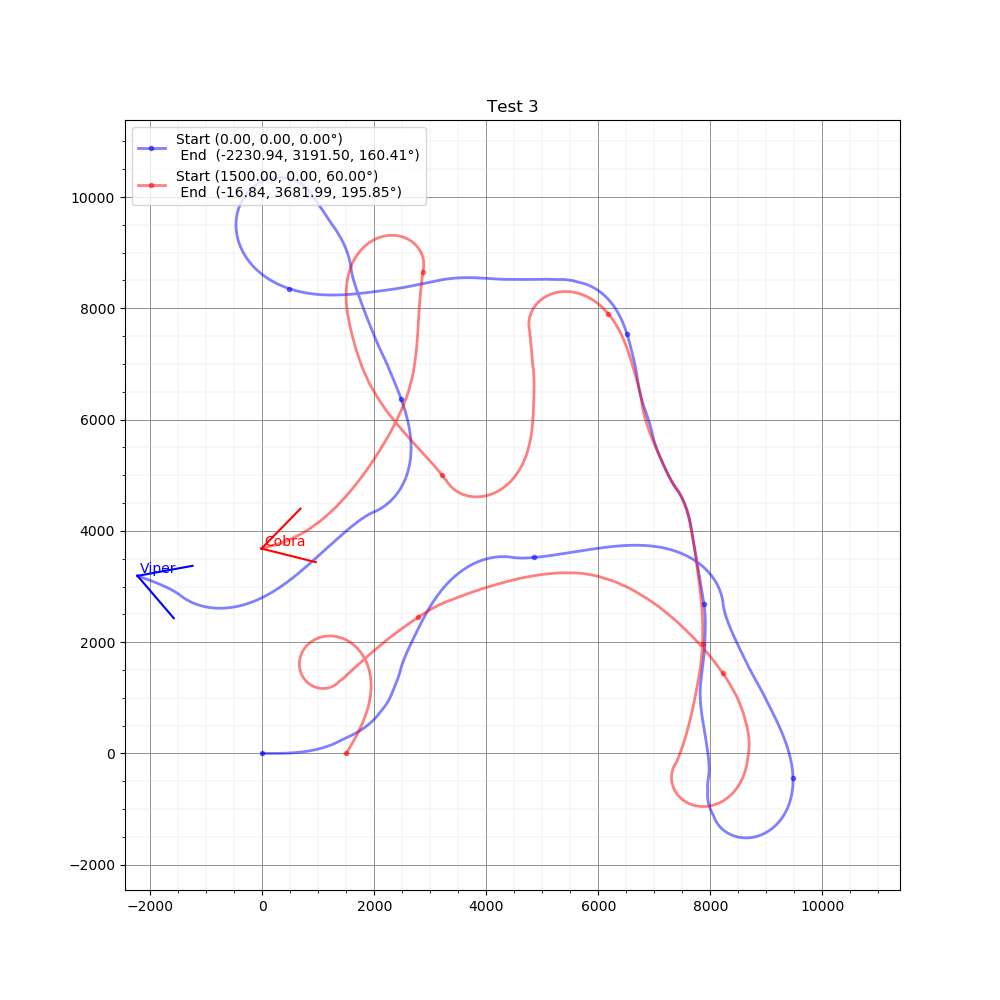 Test 3
Start (0.00, 0.00, 0.00°)
End  (-2230.94, 3191.50, 160.41°)
Start (1500.00, 0.00, 60.00°)
End  (-16.84, 3681.99, 195.85°)
10000
8000
6000
4000
Cobra
Viper
2000
0
−2000
−2000 0 2000 4000 6000 8000 10000